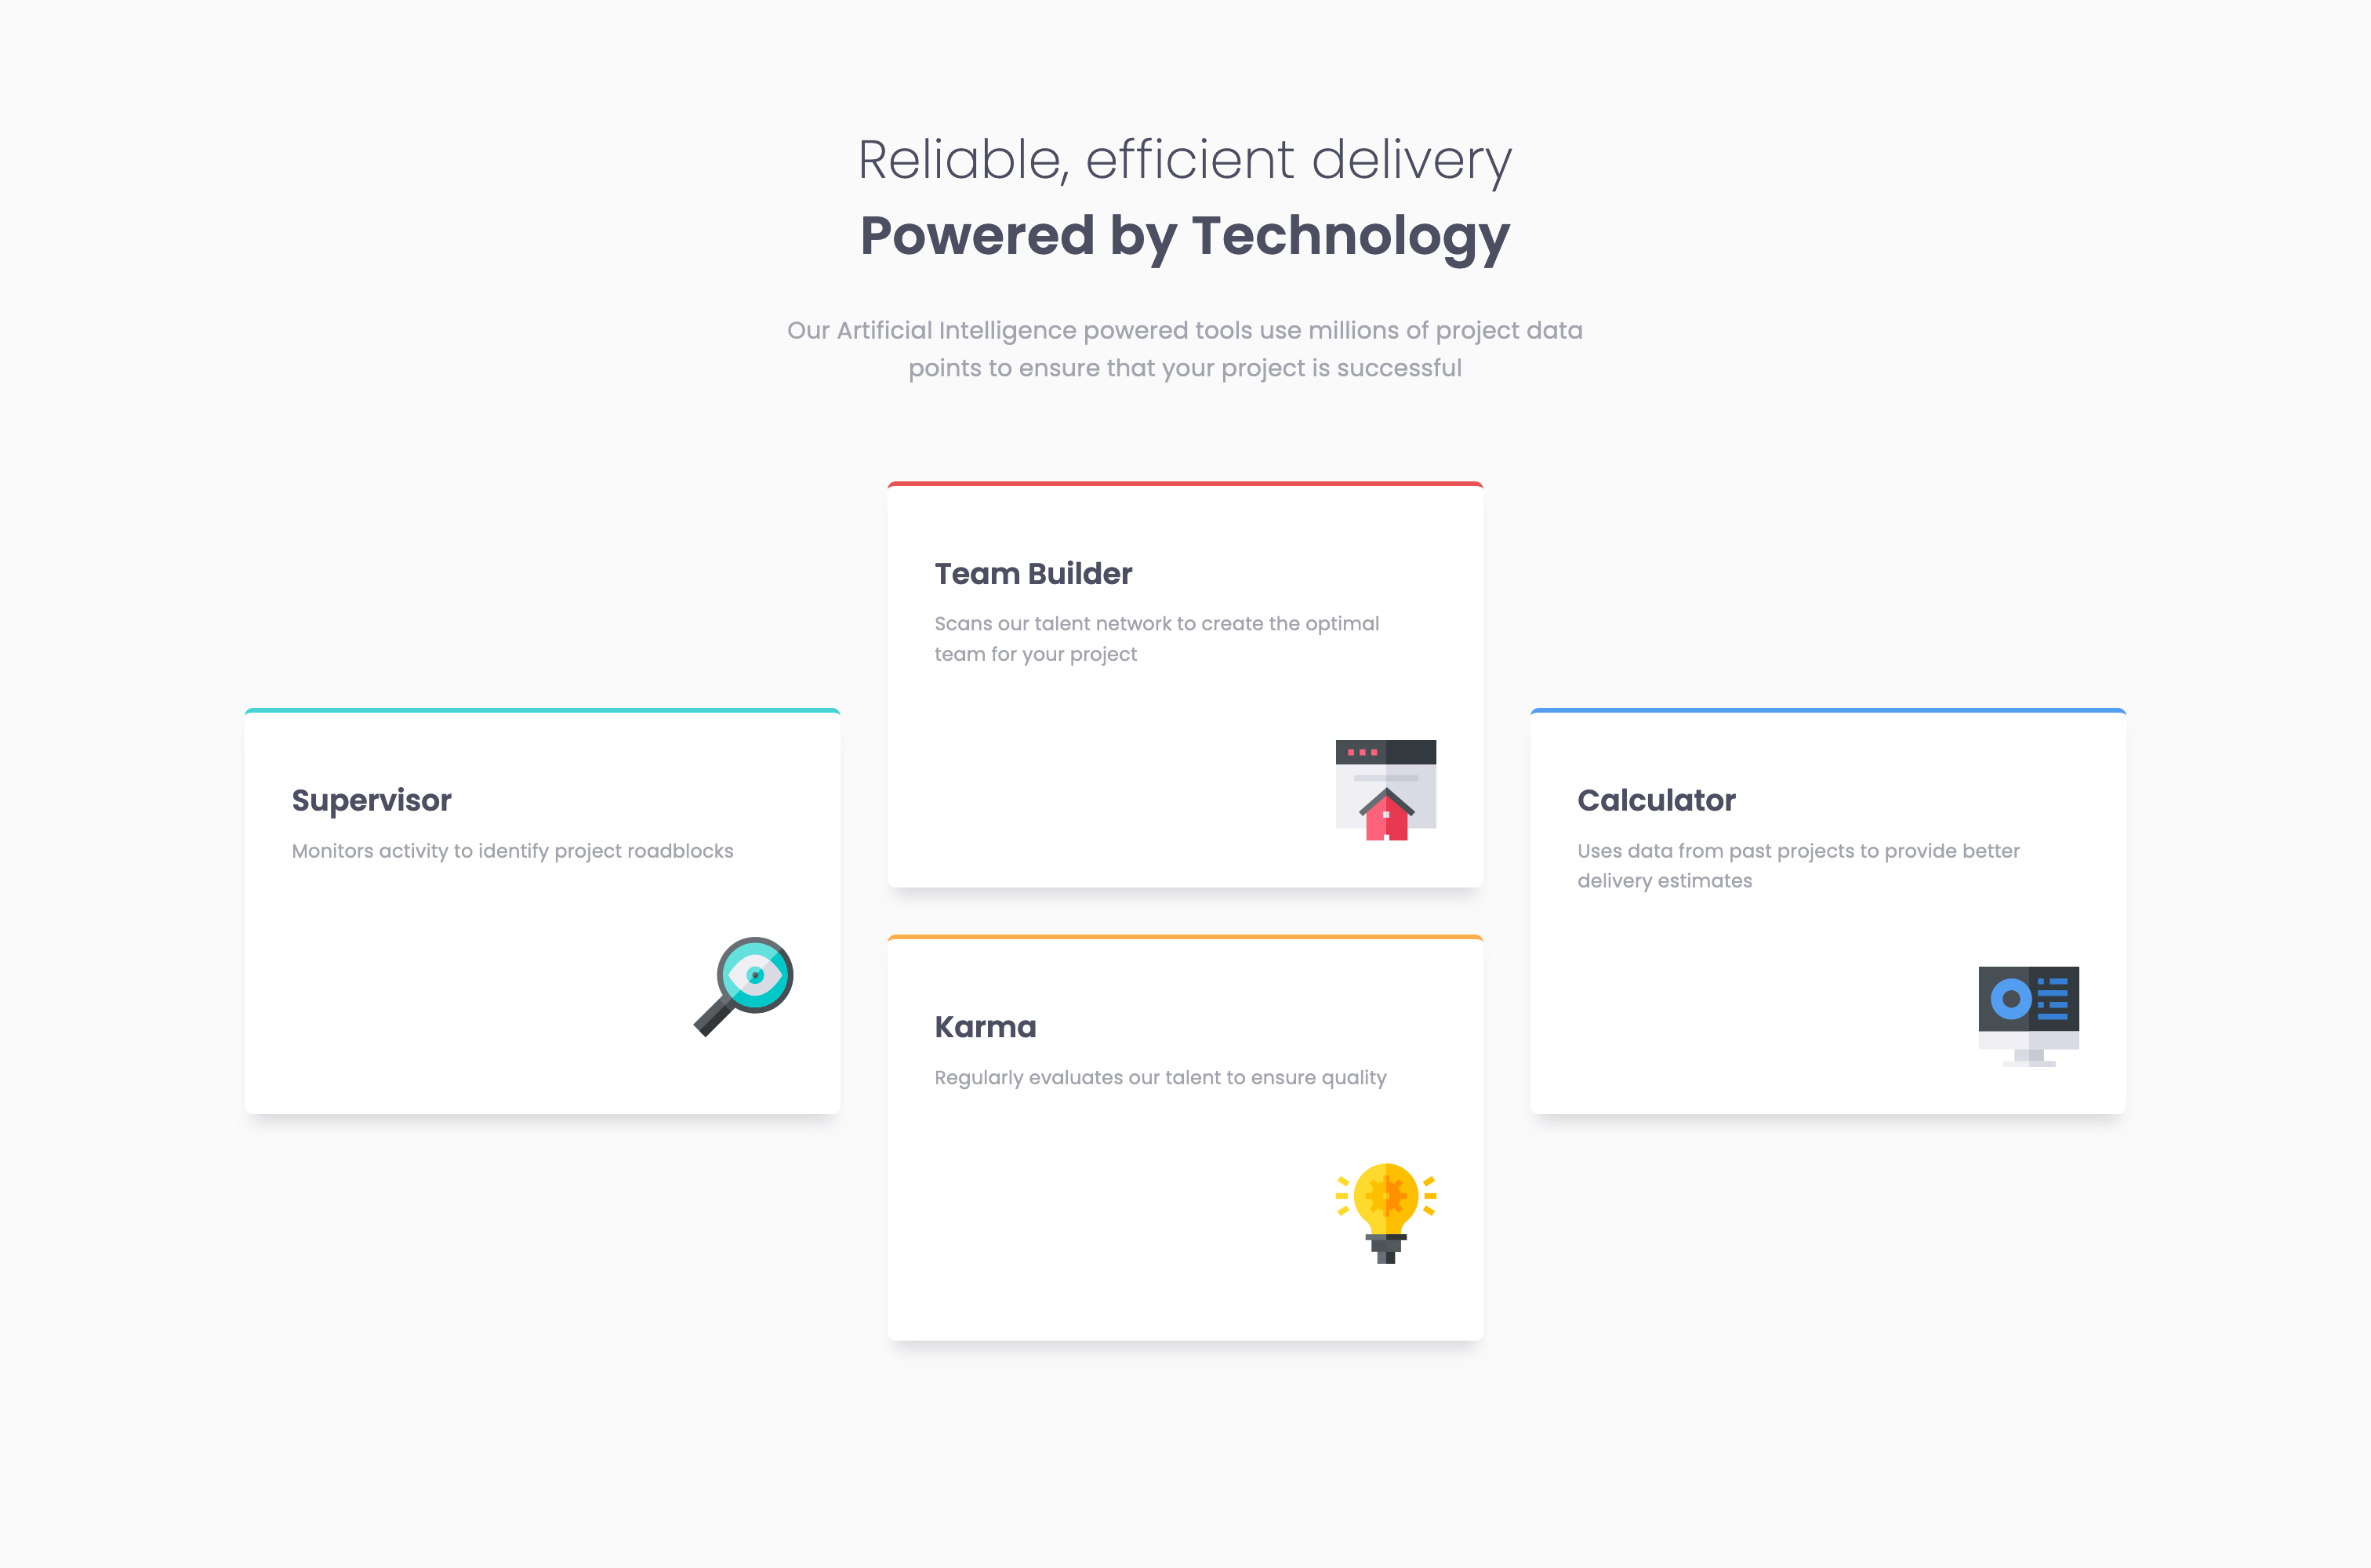 Reliable, efficient delivery
Powered by Technology
Our Artificial Intelligence powered tools use millions of project data
points to ensure that your project is successful
Team Builder
Scans our talent network to create the optimal
team for your project
Supervisor
Monitors activity to identify project roadblocks
Calculator
Uses data from past projects to provide better
delivery estimates
Karma
Regularly evaluates our talent to ensure quality